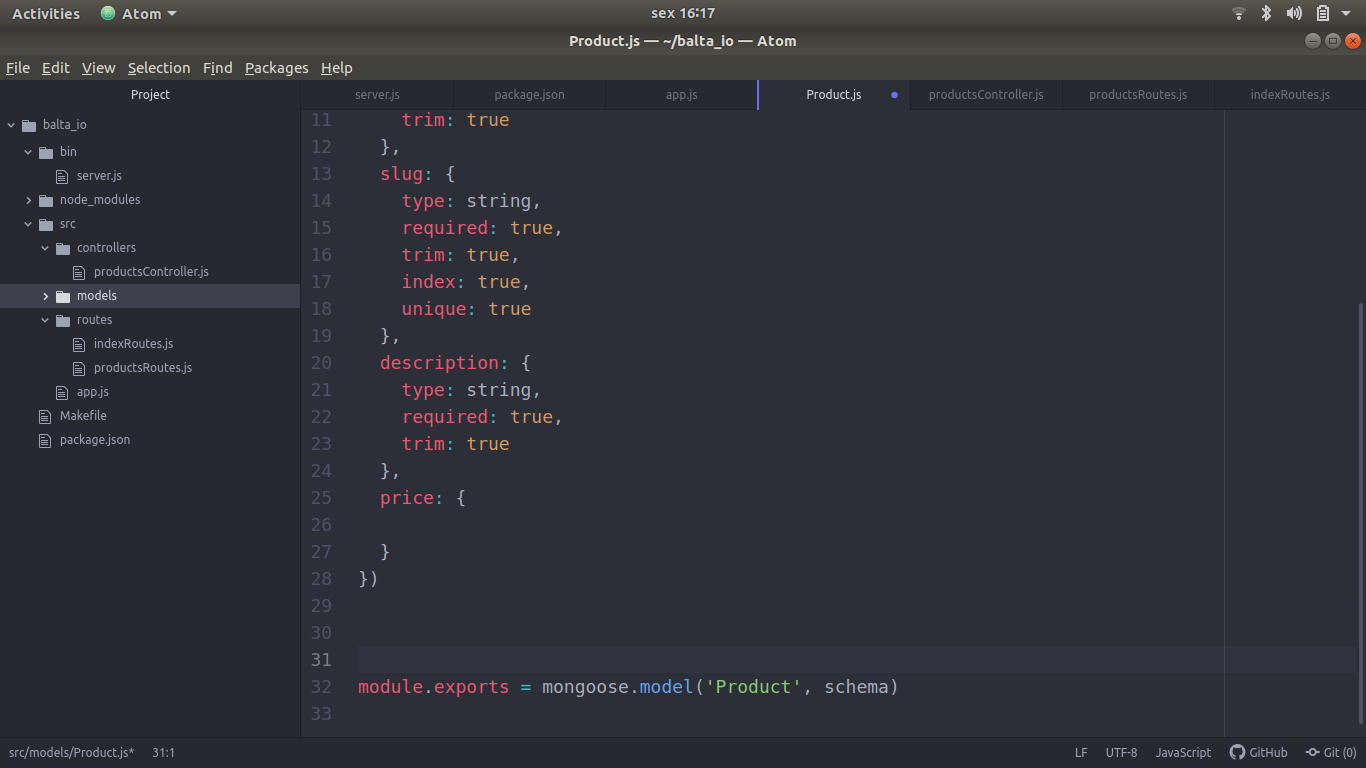 Activities Atom sex 16:17
Product.js — ~/balta_io — Atom
File Edit View Selection Find Packages Help
Project
balta_io
bin
server.js
node_modules
src
controllers
productsController.js
models
routes
indexRoutes.js
productsRoutes.js
app.js
Makefile
package.json
server.js package.json app.js Product.js productsController.js productsRoutes.js indexRoutes.js
11 trim: true
12 },
13 slug: {
14 type: string,
15 required: true,
16 trim: true,
17 index: true,
18 unique: true
19 },
20 description: {
21 type: string,
22 required: true,
23 trim: true
24 },
25 price: {
26
27 }
28 })
29
30
31
32 module.exports = mongoose.model('Product', schema)
33
src/models/Product.js* 31:1 LF UTF-8 JavaScript GitHub Git (0)